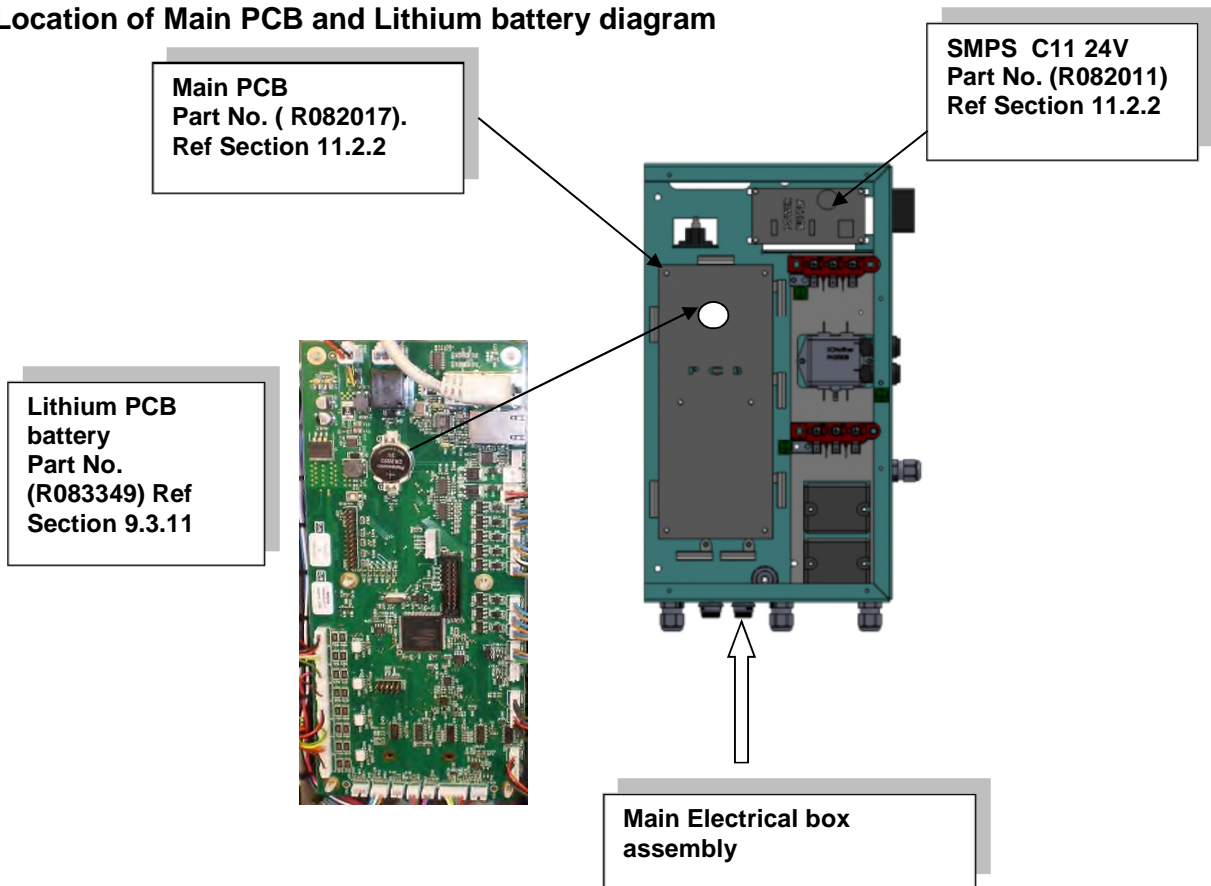 Location of Main PCB and Lithium battery diagram
SMPS C11 24V
Part No. (R082011)
Ref Section 11.2.2
Main PCB
Part No. ( R082017).
Ref Section 11.2.2
P C B
Lithium PCB
battery
Part No.
(R083349) Ref
Section 9.3.11
Main Electrical box
assembly